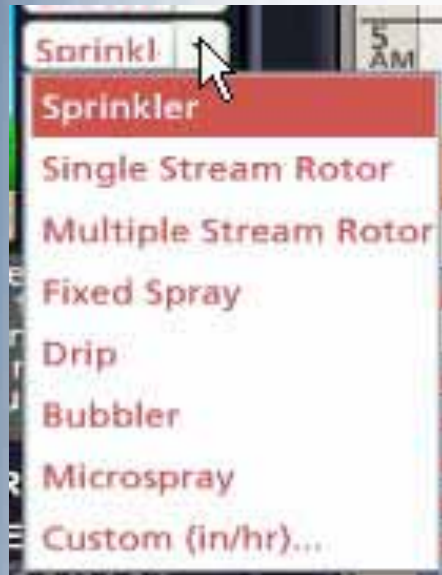 Sprinkl
5
AM
Sprinkler
Single Stream Rotor
Multiple Stream Rotor
Fixed Spray
Drip
Bubbler
Microspray
Custom (in/hr)...